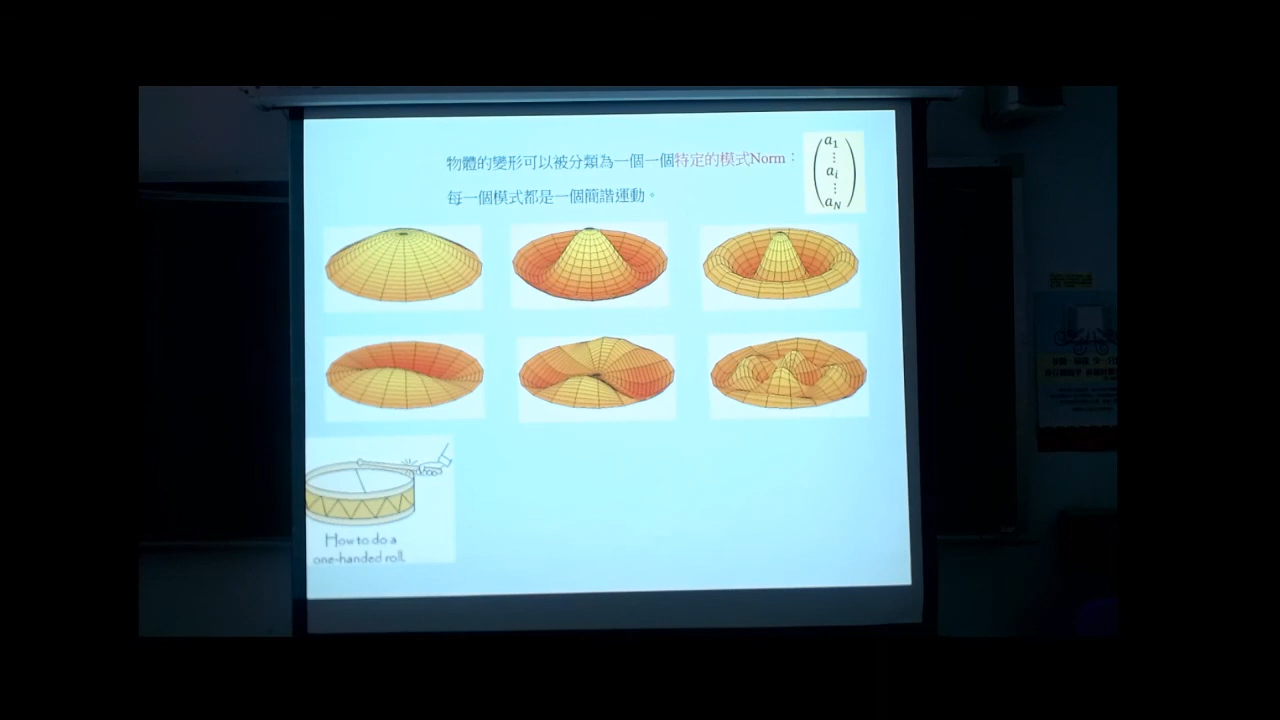 物體的變形可以被分類為一個一個特定的模式Norm：
每一個模式都是一個簡諧運動。
a₁
⋮
aᵢ
⋮
a_N
How to do a
one-handed roll.